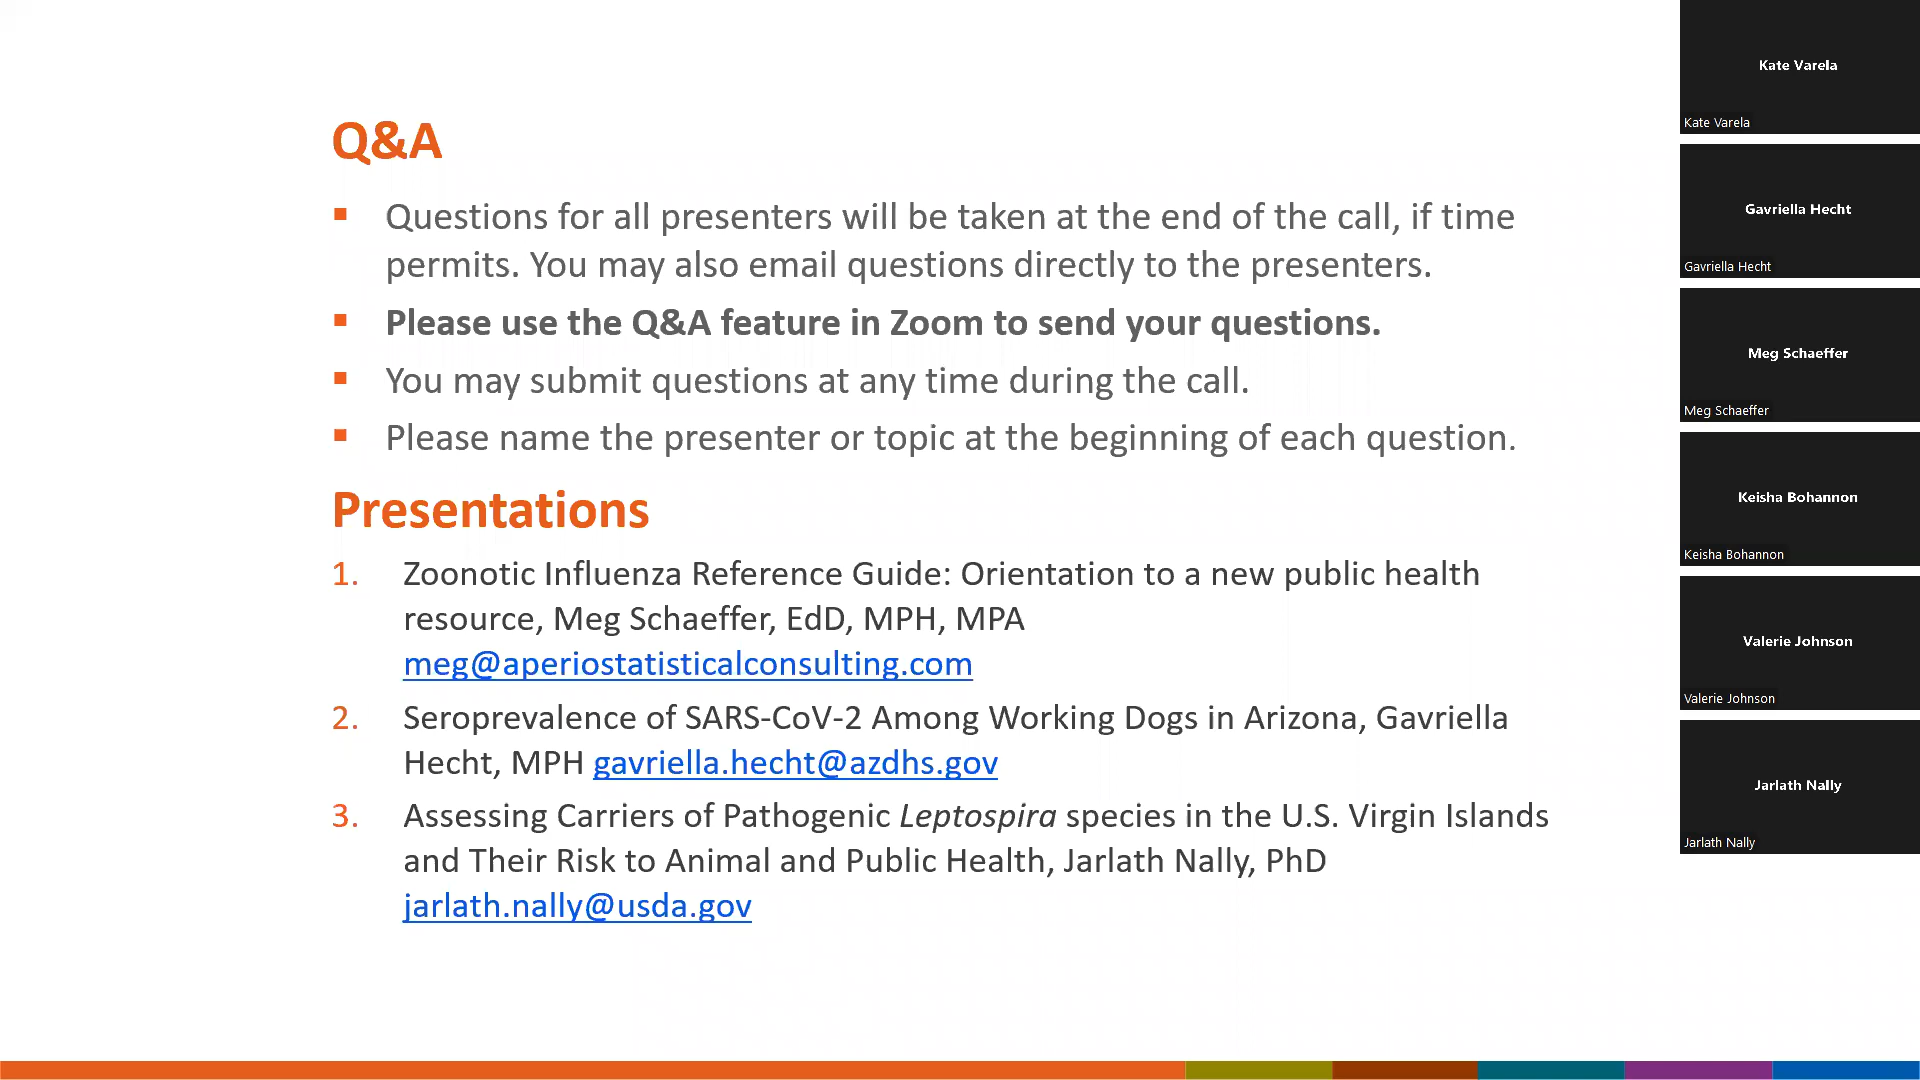 Q&A
▪ Questions for all presenters will be taken at the end of the call, if time
permits. You may also email questions directly to the presenters.
▪ Please use the Q&A feature in Zoom to send your questions.
▪ You may submit questions at any time during the call.
▪ Please name the presenter or topic at the beginning of each question.
Presentations
1. Zoonotic Influenza Reference Guide: Orientation to a new public health
resource, Meg Schaeffer, EdD, MPH, MPA
meg@aperiostatisticalconsulting.com
2. Seroprevalence of SARS-CoV-2 Among Working Dogs in Arizona, Gavriella
Hecht, MPH gavriella.hecht@azdhs.gov
3. Assessing Carriers of Pathogenic Leptospira species in the U.S. Virgin Islands
and Their Risk to Animal and Public Health, Jarlath Nally, PhD
jarlath.nally@usda.gov
Kate Varela
Kate Varela
Gavriella Hecht
Gavriella Hecht
Meg Schaeffer
Meg Schaeffer
Keisha Bohannon
Keisha Bohannon
Valerie Johnson
Valerie Johnson
Jarlath Nally
Jarlath Nally